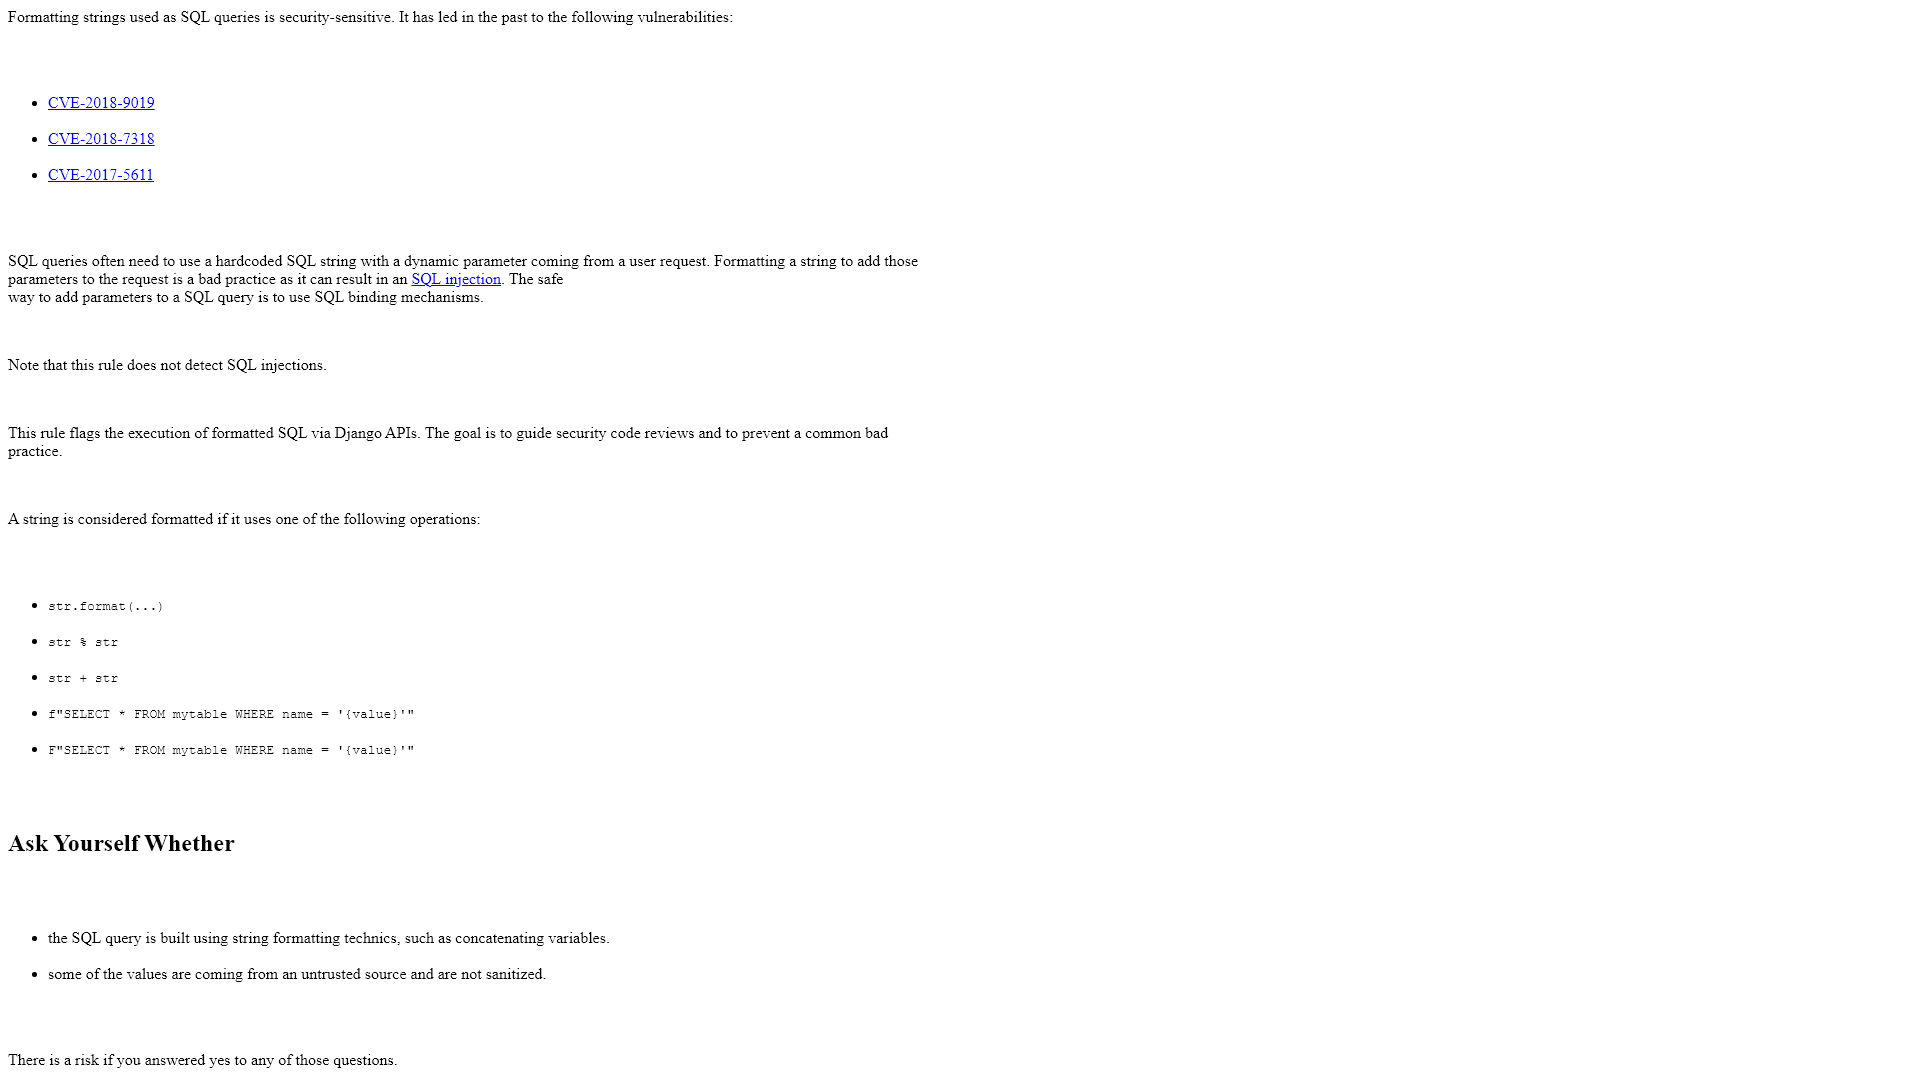 Formatting strings used as SQL queries is security-sensitive. It has led in the past to the following vulnerabilities:
CVE-2018-9019
CVE-2018-7318
CVE-2017-5611
SQL queries often need to use a hardcoded SQL string with a dynamic parameter coming from a user request. Formatting a string to add those
parameters to the request is a bad practice as it can result in an SQL injection. The safe
way to add parameters to a SQL query is to use SQL binding mechanisms.
Note that this rule does not detect SQL injections.
This rule flags the execution of formatted SQL via Django APIs. The goal is to guide security code reviews and to prevent a common bad
practice.
A string is considered formatted if it uses one of the following operations:
str.format(...)
str % str
str + str
f"SELECT * FROM mytable WHERE name = '{value}'"
F"SELECT * FROM mytable WHERE name = '{value}'"
Ask Yourself Whether
the SQL query is built using string formatting technics, such as concatenating variables.
some of the values are coming from an untrusted source and are not sanitized.
There is a risk if you answered yes to any of those questions.